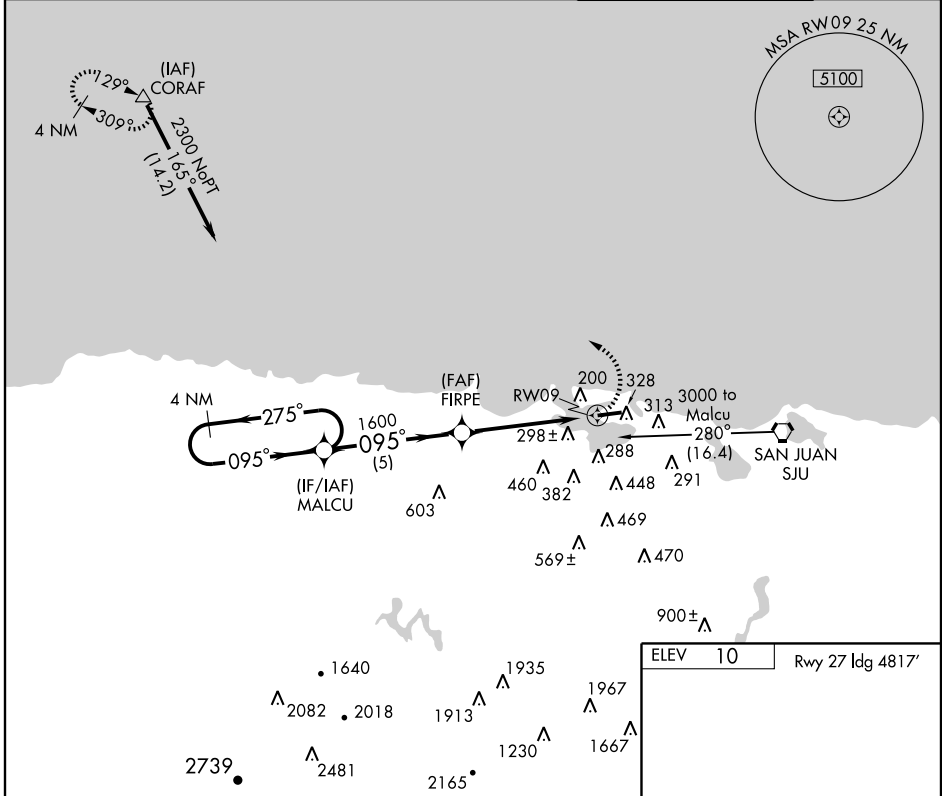 MSA RW09 25 NM
5100
(IAF)
CORAF
129°
309°
4 NM
2300 NoPT
165°
(14.2)
4 NM
275°
095°
(IF/IAF)
MALCU
1600
095°
(5)
(FAF)
FIRPE
RW09
200
328
313
3000 to
Malcu
280°
(16.4)
SAN JUAN
SJU
298±
288
291
460
382
448
603
469
569±
470
900±
ELEV 10
Rwy 27 ldg 4817'
1640
1935
2082
2018
1913
1967
1230
1667
2739
2481
2165